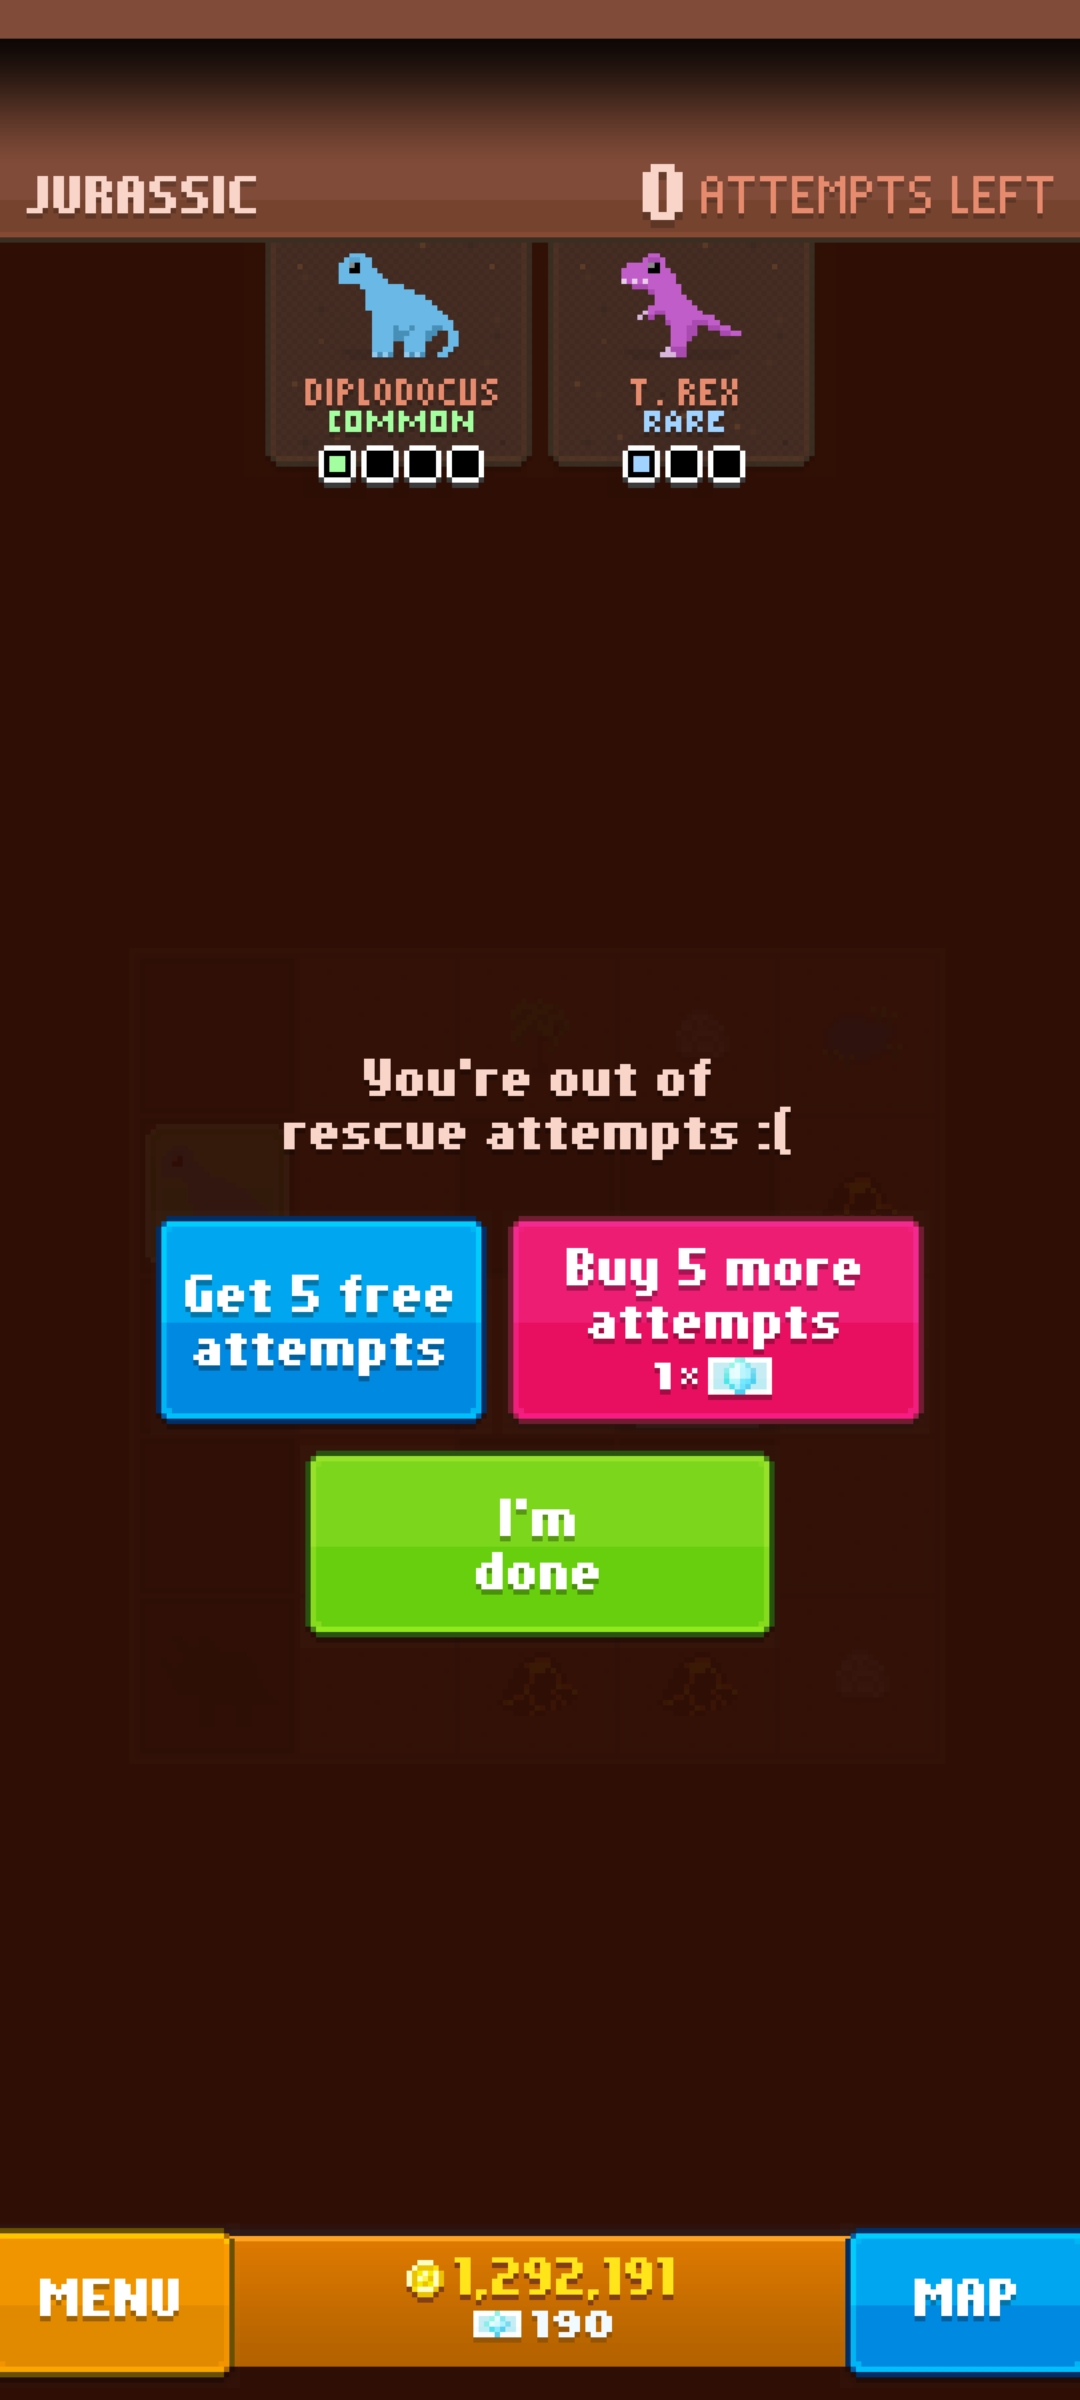 JURASSIC
0 ATTEMPTS LEFT
DIPLODOCUS
COMMON
T. REX
RARE
You're out of
rescue attempts :(
Get 5 free
attempts
Buy 5 more
attempts
1×
I'm
done
MENU
1,292,191
190
MAP